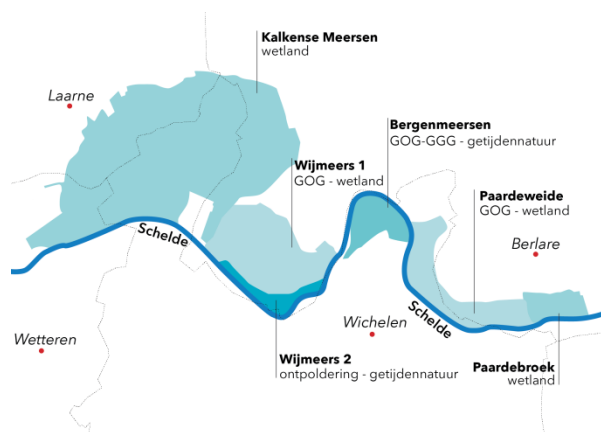 Kalkense Meersen
wetland
Laarne
Bergenmeersen
GOG-GGG - getijdennatuur
Wijmeers 1
GOG - wetland
Paardeweide
GOG - wetland
Schelde
Berlare
Schelde
Wichelen
Wetteren
Wijmeers 2
ontpoldering - getijdennatuur
Paardebroek
wetland